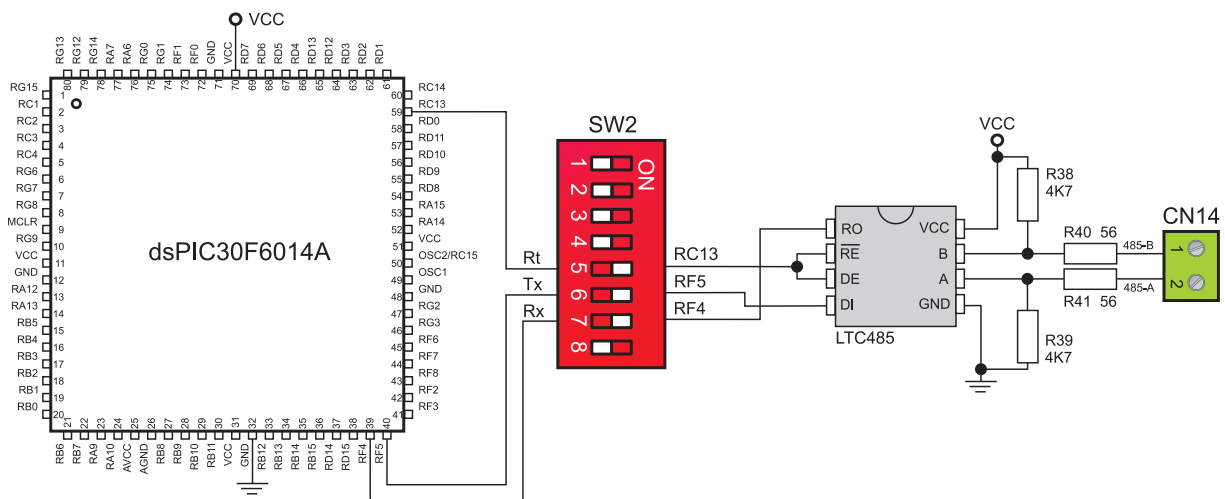 VCC
RG13 RG12 RG14 RA7 RA6 RG0 RG1 RF1 RF0 GND VCC RD7 RD6 RD5 RD4 RD13 RD12 RD3 RD2 RD1
80 79 78 77 76 75 74 73 72 71 70 69 68 67 66 65 64 63 62 61
RG15 1
RC1 2
RC2 3
RC3 4
RC4 5
RG6 6
RG7 7
RG8 8
MCLR 9
RG9 10
VCC 11
GND 12
RA12 13
RA13 14
RB5 15
RB4 16
RB3 17
RB2 18
RB1 19
RB0 20
dsPIC30F6014A
60 RC14
59 RC13
58 RD0
57 RD11
56 RD10
55 RD9
54 RD8
53 RA15
52 RA14
51 VCC
50 OSC2/RC15
49 OSC1
48 GND
47 RG2
46 RG3
45 RF6
44 RF7
43 RF8
42 RF2
41 RF3
21 22 23 24 25 26 27 28 29 30 31 32 33 34 35 36 37 38 39 40
RB6 RB7 RA9 RA10 AVCC AGND RB8 RB9 RB10 RB11 VCC GND RB12 RB13 RB14 RB15 RD14 RD15 RF4 RF5
Rt
Tx
Rx
SW2
ON
1
2
3
4
5
6
7
8
RC13
RF5
RF4
RO VCC
RE B
DE A
DI GND
LTC485
VCC
R38
4K7
R40 56
485-B
R41 56
485-A
R39
4K7
CN14
1
2